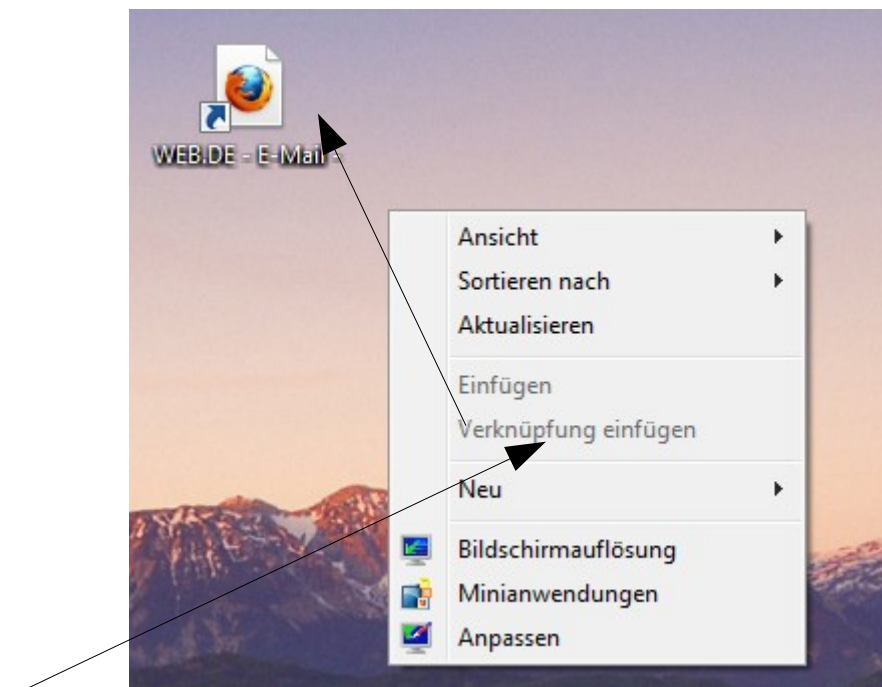 WEB.DE - E-Mail -
Ansicht
Sortieren nach
Aktualisieren
Einfügen
Verknüpfung einfügen
Neu
Bildschirmauflösung
Minianwendungen
Anpassen